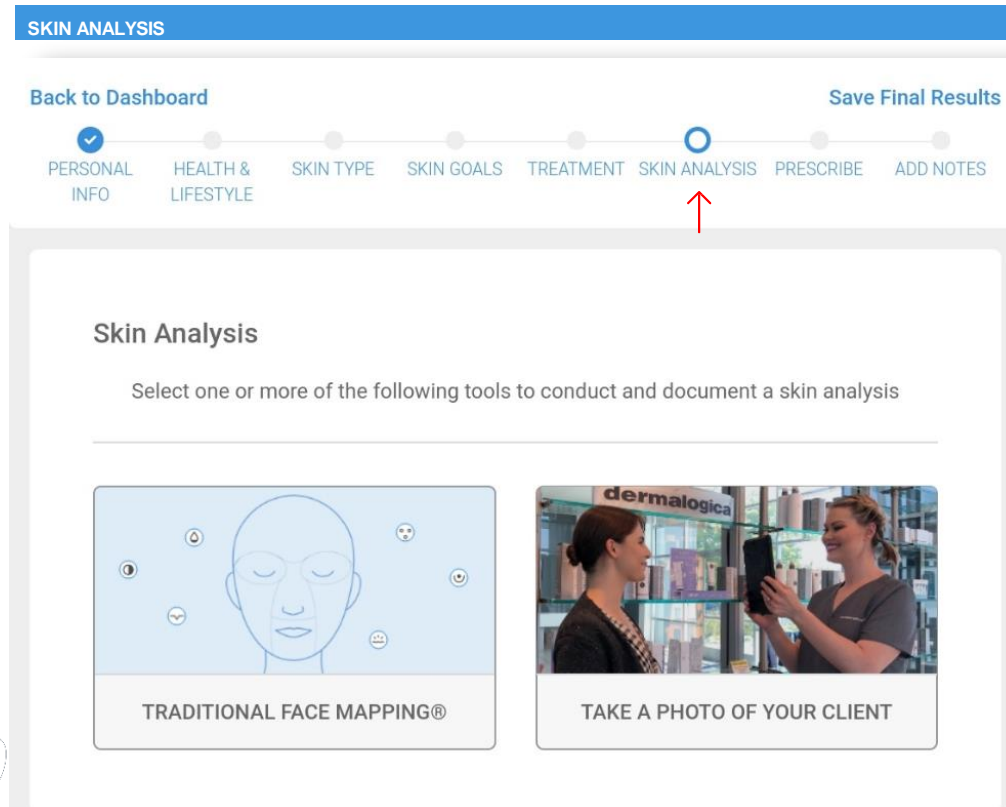 SKIN ANALYSIS
Back to Dashboard
Save Final Results
PERSONAL INFO
HEALTH & LIFESTYLE
SKIN TYPE
SKIN GOALS
TREATMENT
SKIN ANALYSIS
PRESCRIBE
ADD NOTES
Skin Analysis
Select one or more of the following tools to conduct and document a skin analysis
dermalogica
TRADITIONAL FACE MAPPING®
TAKE A PHOTO OF YOUR CLIENT